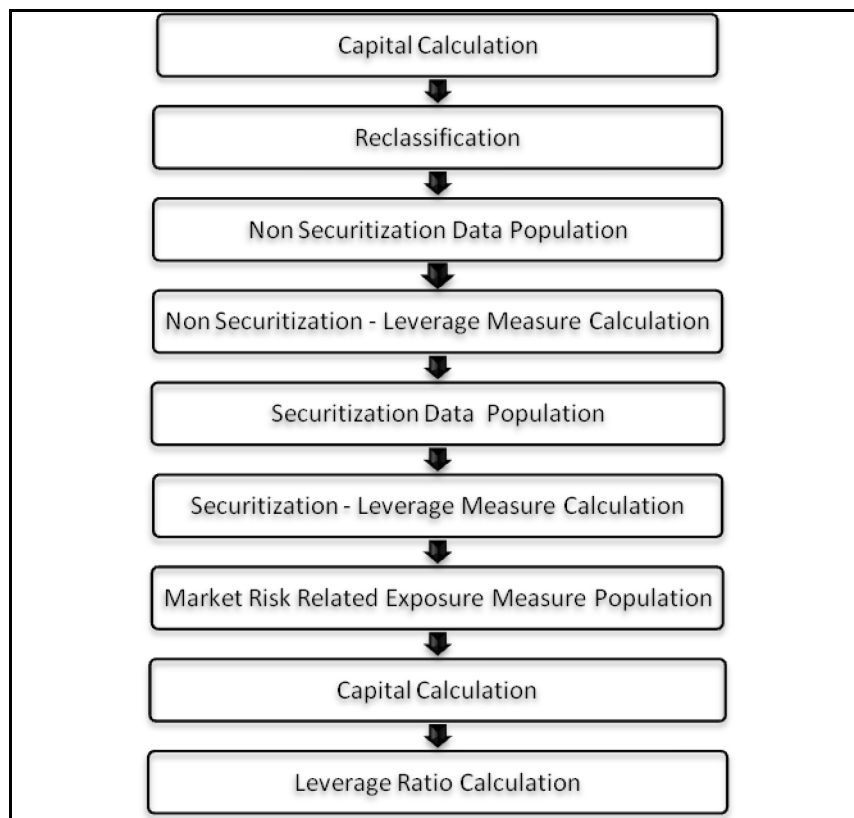 Capital Calculation
Reclassification
Non Securitization Data Population
Non Securitization - Leverage Measure Calculation
Securitization Data Population
Securitization - Leverage Measure Calculation
Market Risk Related Exposure Measure Population
Capital Calculation
Leverage Ratio Calculation